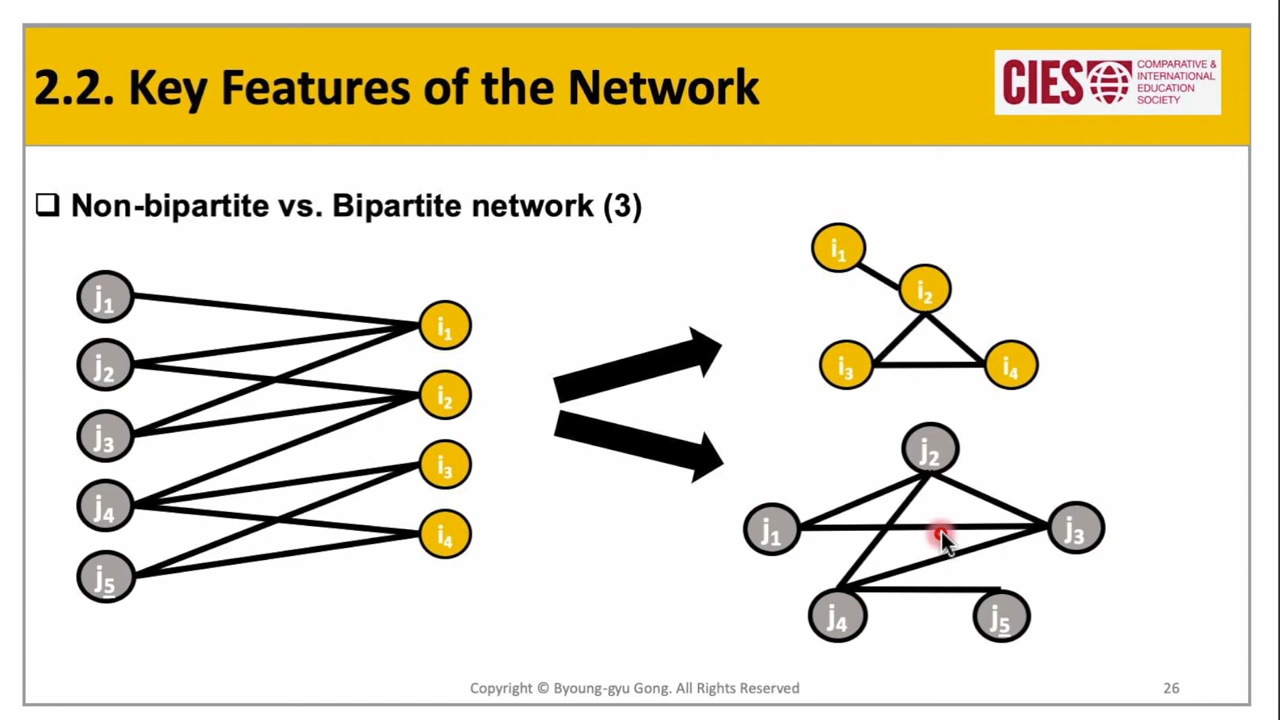 2.2. Key Features of the Network
CIES
COMPARATIVE &
INTERNATIONAL
EDUCATION
SOCIETY
Non-bipartite vs. Bipartite network (3)
j1
j2
j3
j4
j5
i1
i2
i3
i4
i1
i2
i3
i4
j2
j1
j3
j4
j5
Copyright © Byoung-gyu Gong. All Rights Reserved
26